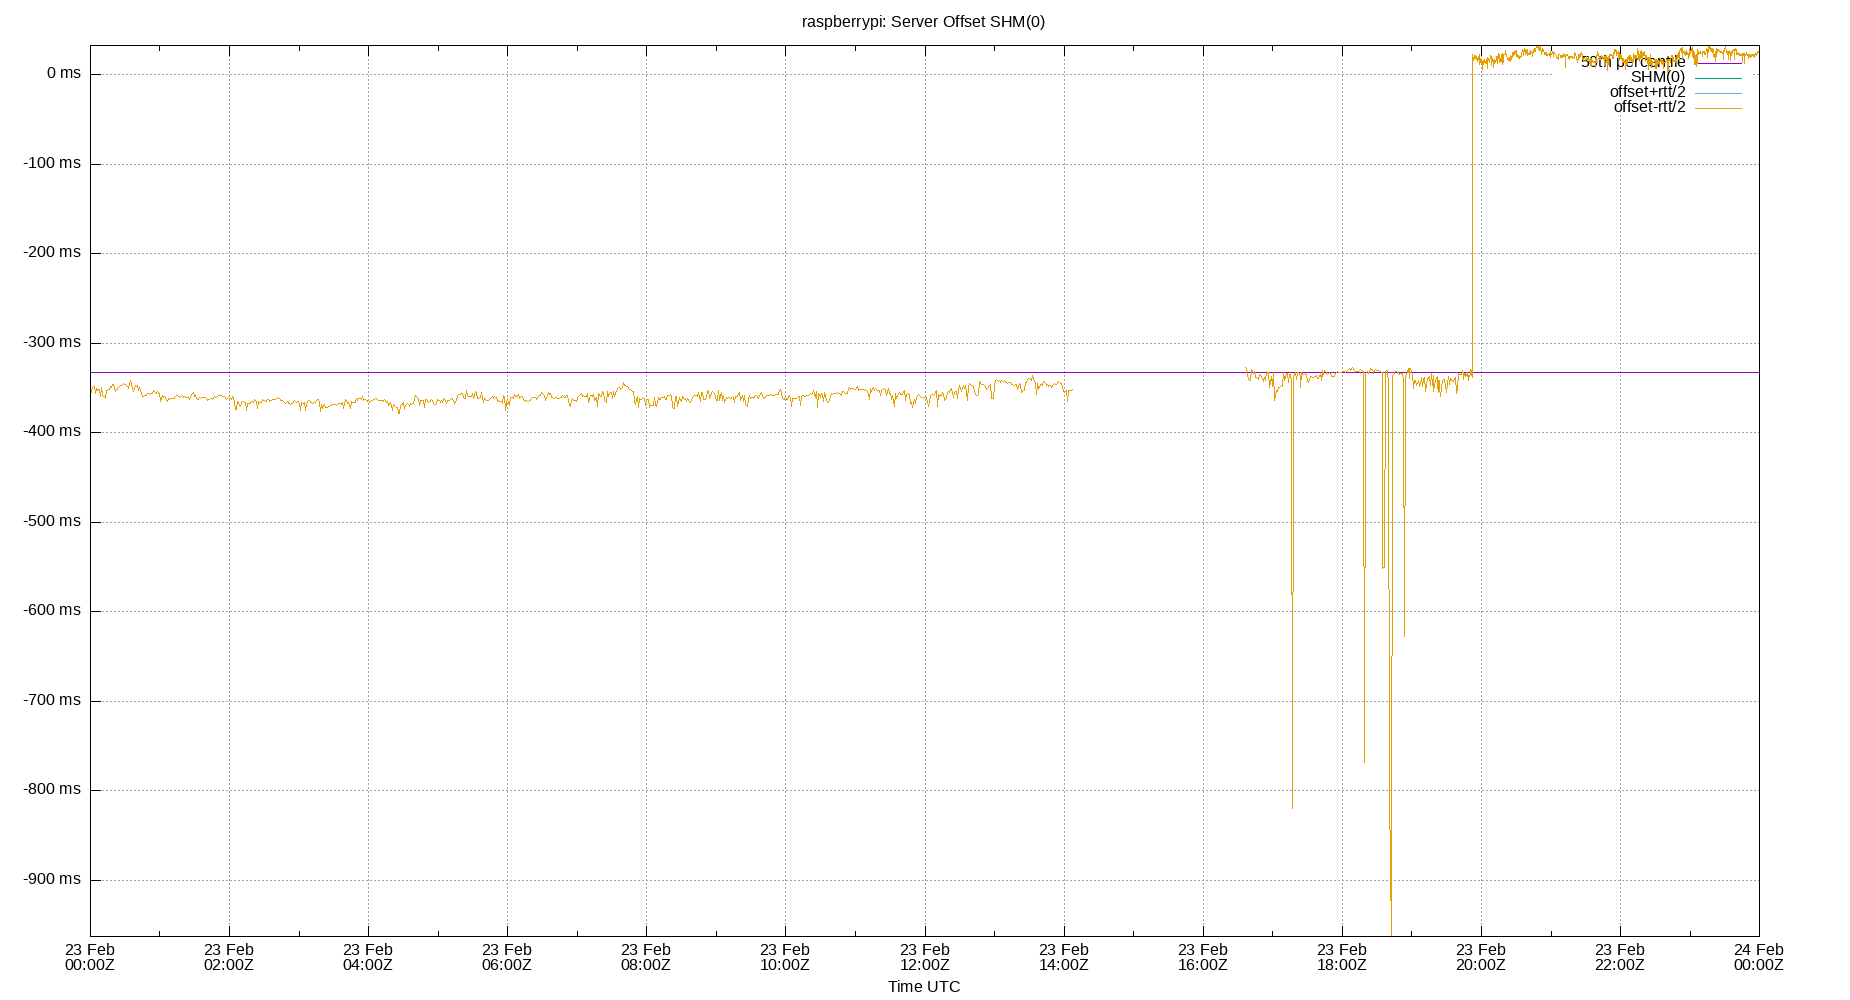 raspberrypi: Server Offset SHM(0)
0 ms
-100 ms
-200 ms
-300 ms
-400 ms
-500 ms
-600 ms
-700 ms
-800 ms
-900 ms
50th percentile
SHM(0)
offset+rtt/2
offset-rtt/2
23 Feb 23 Feb 23 Feb 23 Feb 23 Feb 23 Feb 23 Feb 23 Feb 23 Feb 23 Feb 23 Feb 23 Feb 24 Feb
00:00Z 02:00Z 04:00Z 06:00Z 08:00Z 10:00Z 12:00Z 14:00Z 16:00Z 18:00Z 20:00Z 22:00Z 00:00Z
Time UTC